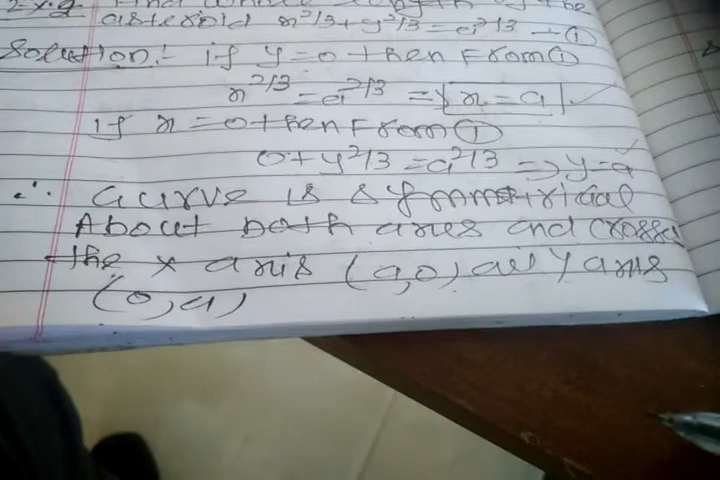 asteroid x^2/3 + y^2/3 = a^2/3 — ①
Solution:- if y=0 then From ①
x^2/3 = a^2/3 => x = a ✓
if x = 0 then From ①
0 + y^2/3 = a^2/3 => y = a
∴ curve is symmetrical
About both axes and crosses
the x axis (a,0) axis
(0,a)